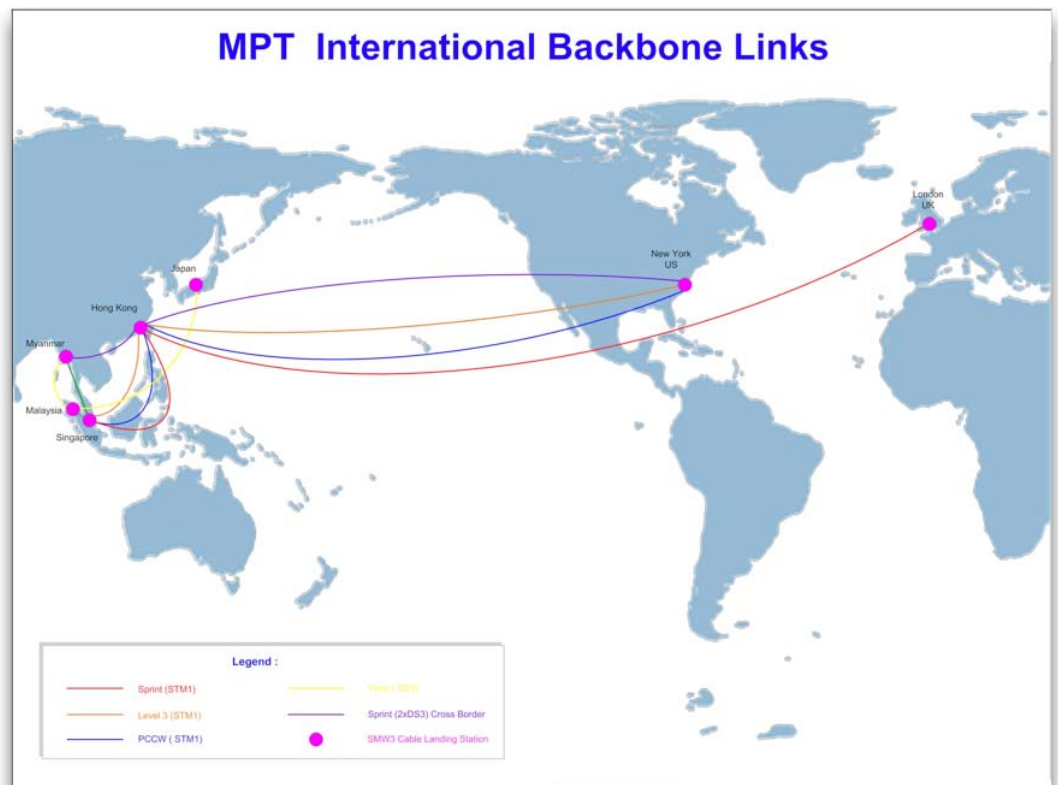 MPT International Backbone Links
London
UK
New York
US
Japan
Hong Kong
Myanmar
Malaysia
Singapore
Legend :
Sprint (STM1)
Level 3 (STM1)
Sprint (2xDS3) Cross Border
PCCW ( STM1)
SMW3 Cable Landing Station